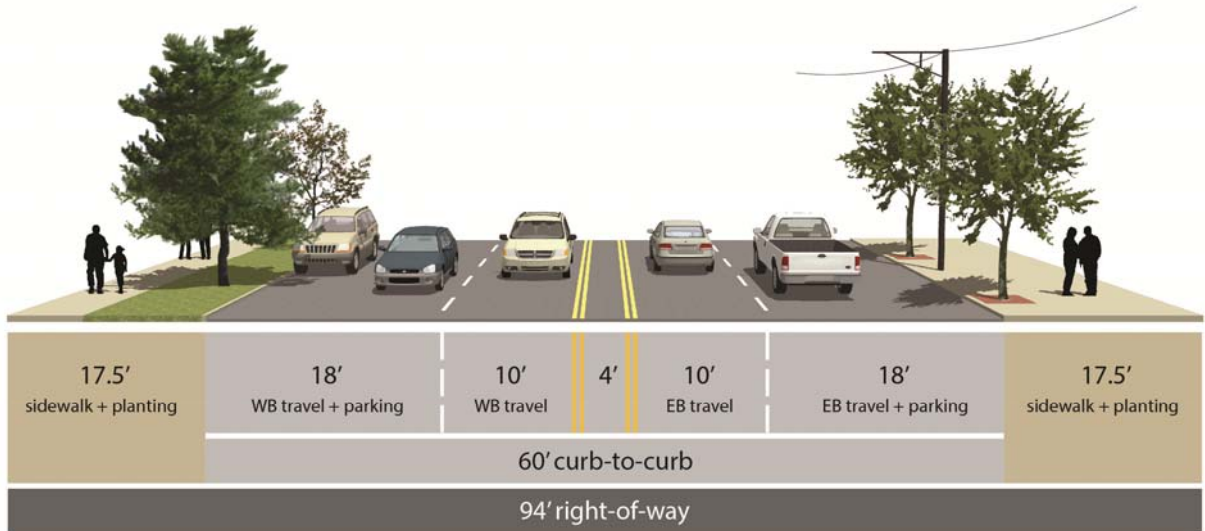 17.5’
sidewalk + planting
18’
WB travel + parking
10’
WB travel
4’
10’
EB travel
18’
EB travel + parking
17.5’
sidewalk + planting
60’ curb-to-curb
94’ right-of-way